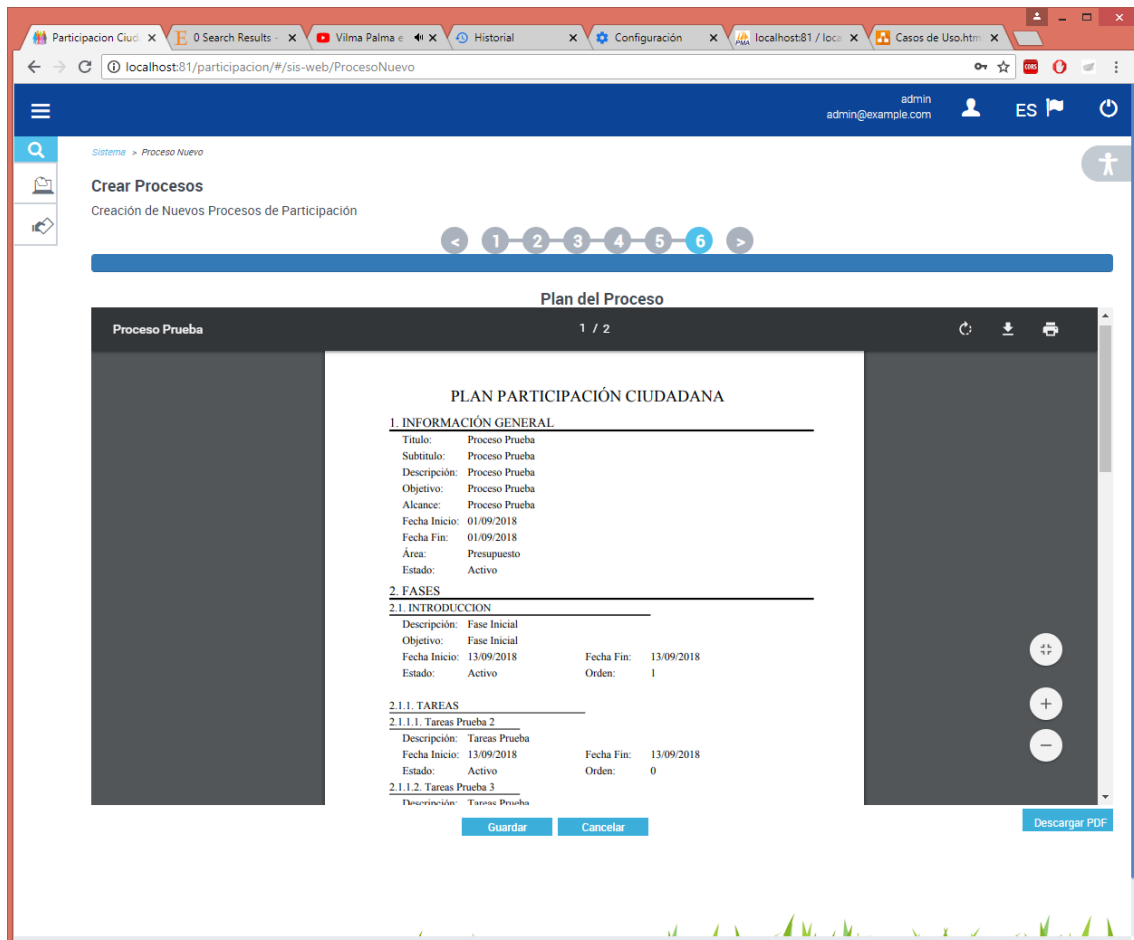 Participacion Ciud
0 Search Results -
Vilma Palma e
Historial
Configuración
localhost:81 / loca
Casos de Uso.htm
localhost:81/participacion/#/sis-web/ProcesoNuevo
CORS
admin
admin@example.com
ES
Sistema > Proceso Nuevo
Crear Procesos
Creación de Nuevos Procesos de Participación
< 1 2 3 4 5 6 >
Plan del Proceso
Proceso Prueba 1 / 2
PLAN PARTICIPACIÓN CIUDADANA
1. INFORMACIÓN GENERAL
Titulo: Proceso Prueba
Subtitulo: Proceso Prueba
Descripción: Proceso Prueba
Objetivo: Proceso Prueba
Alcance: Proceso Prueba
Fecha Inicio: 01/09/2018
Fecha Fin: 01/09/2018
Área: Presupuesto
Estado: Activo
2. FASES
2.1. INTRODUCCION
Descripción: Fase Inicial
Objetivo: Fase Inicial
Fecha Inicio: 13/09/2018 Fecha Fin: 13/09/2018
Estado: Activo Orden: 1
2.1.1. TAREAS
2.1.1.1. Tareas Prueba 2
Descripción: Tareas Prueba
Fecha Inicio: 13/09/2018 Fecha Fin: 13/09/2018
Estado: Activo Orden: 0
2.1.1.2. Tareas Prueba 3
Descripción: Tareas Prueba
Guardar Cancelar Descargar PDF